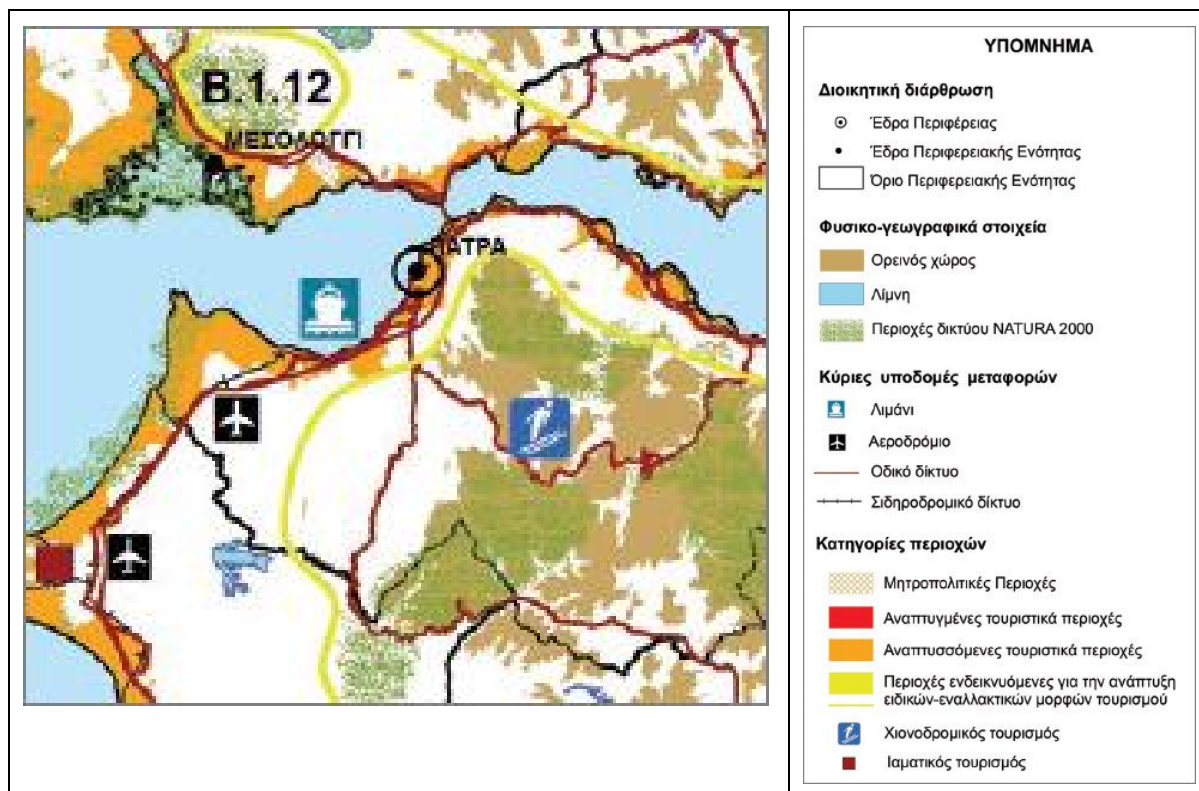 Β.1.12
ΜΕΣΟΛΟΓΓΙ
ΑΤΡΑ
ΥΠΟΜΝΗΜΑ
Διοικητική διάρθρωση
Έδρα Περιφέρειας
Έδρα Περιφερειακής Ενότητας
Όριο Περιφερειακής Ενότητας
Φυσικο-γεωγραφικά στοιχεία
Ορεινός χώρος
Λίμνη
Περιοχές δικτύου NATURA 2000
Κύριες υποδομές μεταφορών
Λιμάνι
Αεροδρόμιο
Οδικό δίκτυο
Σιδηροδρομικό δίκτυο
Κατηγορίες περιοχών
Μητροπολιτικές Περιοχές
Αναπτυγμένες τουριστικά περιοχές
Αναπτυσσόμενες τουριστικά περιοχές
Περιοχές ενδεικνυόμενες για την ανάπτυξη
ειδικών-εναλλακτικών μορφών τουρισμού
Χιονοδρομικός τουρισμός
Ιαματικός τουρισμός